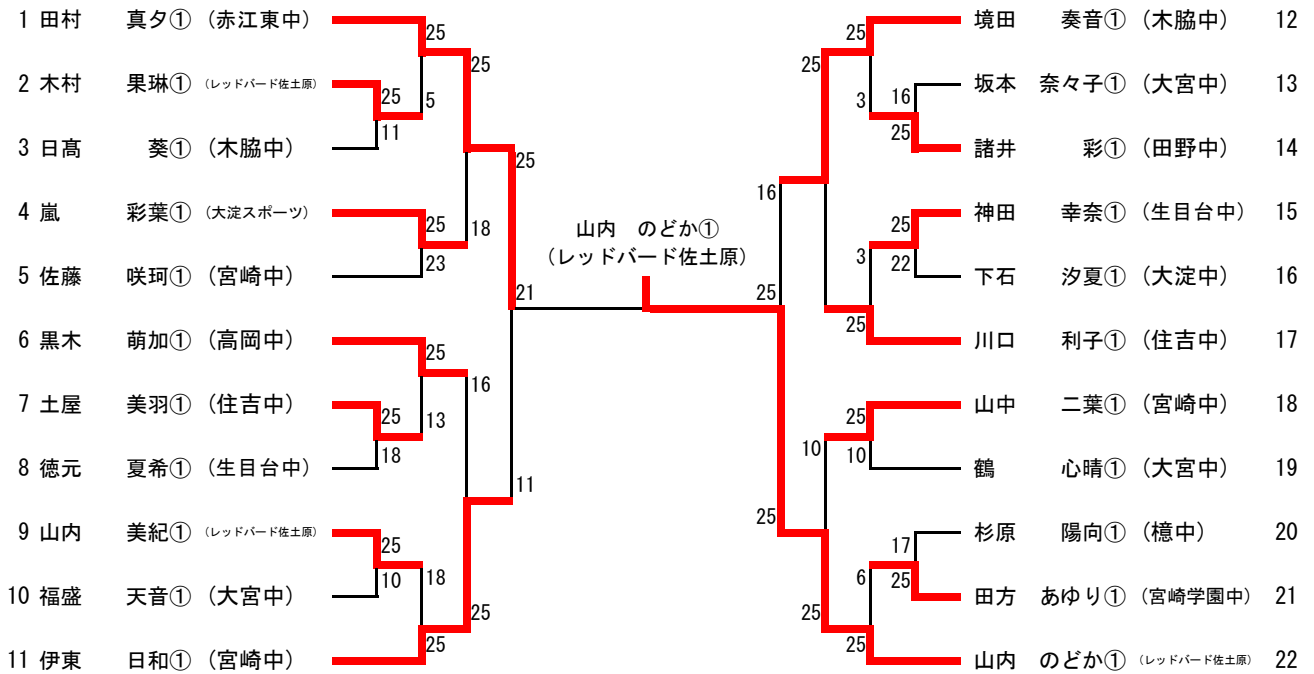 1 田村 真夕① (赤江東中)
2 木村 果琳① (レッドバード佐土原)
3 日髙 葵① (木脇中)
4 嵐 彩葉① (大淀スポーツ)
5 佐藤 咲珂① (宮崎中)
6 黒木 萌加① (高岡中)
7 土屋 美羽① (住吉中)
8 徳元 夏希① (生目台中)
9 山内 美紀① (レッドバード佐土原)
10 福盛 天音① (大宮中)
11 伊東 日和① (宮崎中)
25
25
25
5
11
25
25
18
23
21
25
16
25
13
18
11
25
18
10
25
25
山内 のどか①
(レッドバード佐土原)
25
25
3
16
25
16
25
3
22
25
25
25
10
10
25
17
6
25
25
25
境田 奏音① (木脇中) 12
坂本 奈々子① (大宮中) 13
諸井 彩① (田野中) 14
神田 幸奈① (生目台中) 15
下石 汐夏① (大淀中) 16
川口 利子① (住吉中) 17
山中 二葉① (宮崎中) 18
鶴 心晴① (大宮中) 19
杉原 陽向① (檍中) 20
田方 あゆり① (宮崎学園中) 21
山内 のどか① (レッドバード佐土原) 22